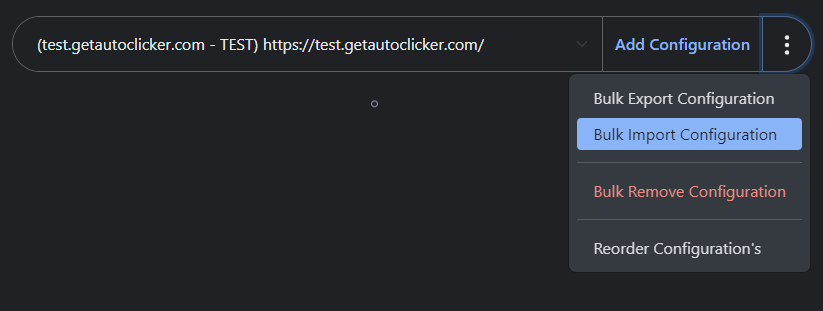 (test.getautoclicker.com - TEST) https://test.getautoclicker.com/
Add Configuration
Bulk Export Configuration
Bulk Import Configuration
Bulk Remove Configuration
Reorder Configuration's